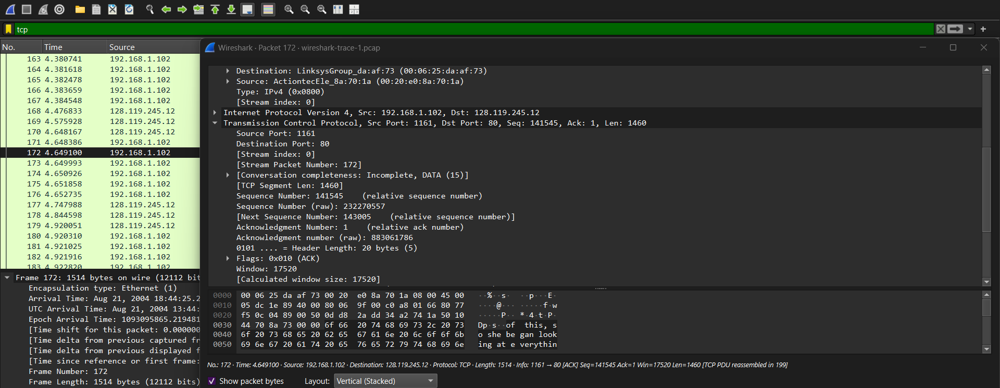 tcp
No. Time Source
Wireshark · Packet 172 · wireshark-trace-1.pcap
163 4.380741 192.168.1.102
164 4.381618 192.168.1.102
165 4.382478 192.168.1.102
166 4.383659 192.168.1.102
167 4.384548 192.168.1.102
168 4.476833 128.119.245.12
169 4.575928 128.119.245.12
170 4.648167 128.119.245.12
171 4.648386 192.168.1.102
172 4.649100 192.168.1.102
173 4.649993 192.168.1.102
174 4.650926 192.168.1.102
175 4.651858 192.168.1.102
176 4.652735 192.168.1.102
177 4.747988 128.119.245.12
178 4.844598 128.119.245.12
179 4.920051 128.119.245.12
180 4.920310 192.168.1.102
181 4.921025 192.168.1.102
182 4.921916 192.168.1.102
183 4.922820 192.168.1.102
Frame 172: 1514 bytes on wire (12112 bit
Encapsulation type: Ethernet (1)
Arrival Time: Aug 21, 2004 18:44:25.2
UTC Arrival Time: Aug 21, 2004 13:44:
Epoch Arrival Time: 1093095865.219481
[Time shift for this packet: 0.000000
[Time delta from previous captured fr
[Time delta from previous displayed f
[Time since reference or first frame:
Frame Number: 172
Frame Length: 1514 bytes (12112 bits)
Destination: LinksysGroup_da:af:73 (00:06:25:da:af:73)
Source: ActiontecEle_8a:70:1a (00:20:e0:8a:70:1a)
Type: IPv4 (0x0800)
[Stream index: 0]
Internet Protocol Version 4, Src: 192.168.1.102, Dst: 128.119.245.12
Transmission Control Protocol, Src Port: 1161, Dst Port: 80, Seq: 141545, Ack: 1, Len: 1460
Source Port: 1161
Destination Port: 80
[Stream index: 0]
[Stream Packet Number: 172]
[Conversation completeness: Incomplete, DATA (15)]
[TCP Segment Len: 1460]
Sequence Number: 141545 (relative sequence number)
Sequence Number (raw): 232270557
[Next Sequence Number: 143005 (relative sequence number)]
Acknowledgment Number: 1 (relative ack number)
Acknowledgment number (raw): 883061786
0101 .... = Header Length: 20 bytes (5)
Flags: 0x010 (ACK)
Window: 17520
[Calculated window size: 17520]
0000 00 06 25 da af 73 00 20 e0 8a 70 1a 08 00 45 00 ··%··s· ··p···E·
0010 05 dc 1e 89 40 00 80 06 9f 00 c0 a8 01 66 80 77 ····@··· ·····f·w
0020 f5 0c 04 89 00 50 0d d8 2a dd 34 a2 74 1a 50 10 ·····P·· *·4·t·P·
0030 44 70 8a 73 00 00 6f 66 20 74 68 69 73 2c 20 73 Dp·s··of this, s
0040 6f 20 73 68 65 20 62 65 67 61 6e 20 6c 6f 6f 6b o she be gan look
0050 69 6e 67 20 61 74 20 65 76 65 72 79 74 68 69 6e ing at e verythin
No.: 172 · Time: 4.649100 · Source: 192.168.1.102 · Destination: 128.119.245.12 · Protocol: TCP · Length: 1514 · Info: 1161 → 80 [ACK] Seq=141545 Ack=1 Win=17520 Len=1460 [TCP PDU reassembled in 199]
Show packet bytes Layout: Vertical (Stacked)